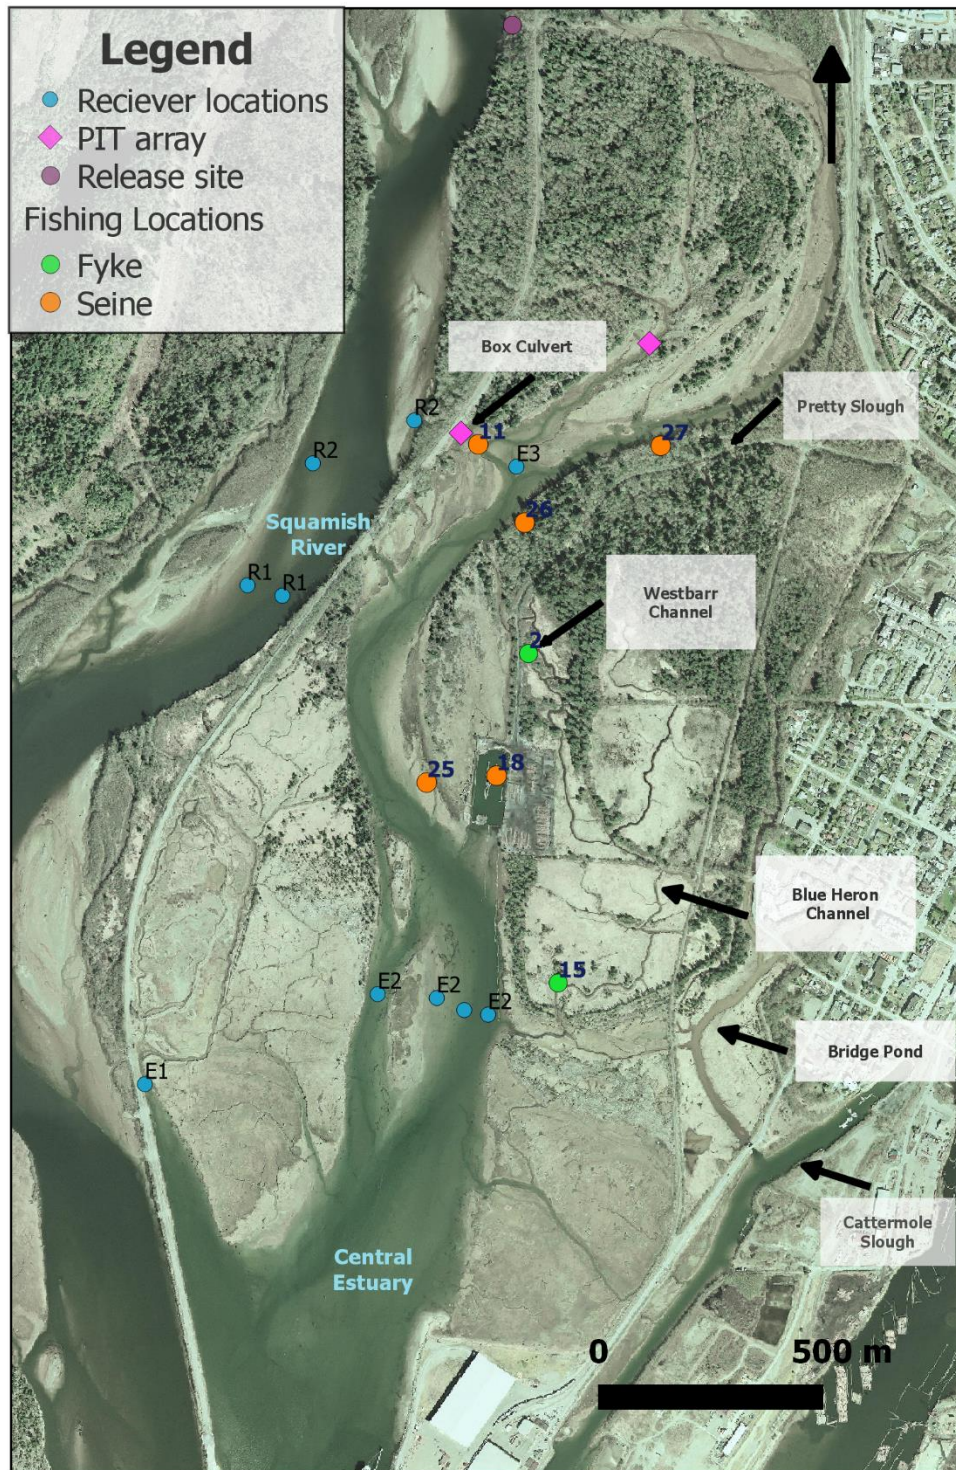 Legend
Reciever locations
PIT array
Release site
Fishing Locations
Fyke
Seine
Box Culvert
Pretty Slough
R2
11
27
R2
E3
26
Squamish
River
R1
R1
Westbarr
Channel
2
25
18
Blue Heron
Channel
15
E2
E2
E2
Bridge Pond
E1
Cattermole
Slough
Central
Estuary
0
500 m